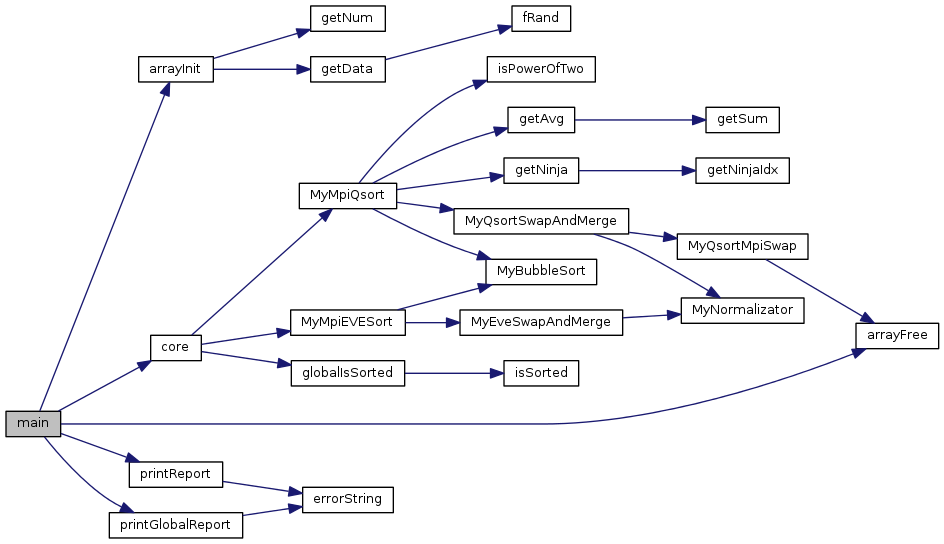 getNum
fRand
arrayInit
getData
isPowerOfTwo
getAvg
getSum
getNinja
getNinjaIdx
MyMpiQsort
MyQsortSwapAndMerge
MyQsortMpiSwap
MyBubbleSort
MyNormalizator
MyMpiEVESort
MyEveSwapAndMerge
arrayFree
core
globalIsSorted
isSorted
main
printReport
errorString
printGlobalReport